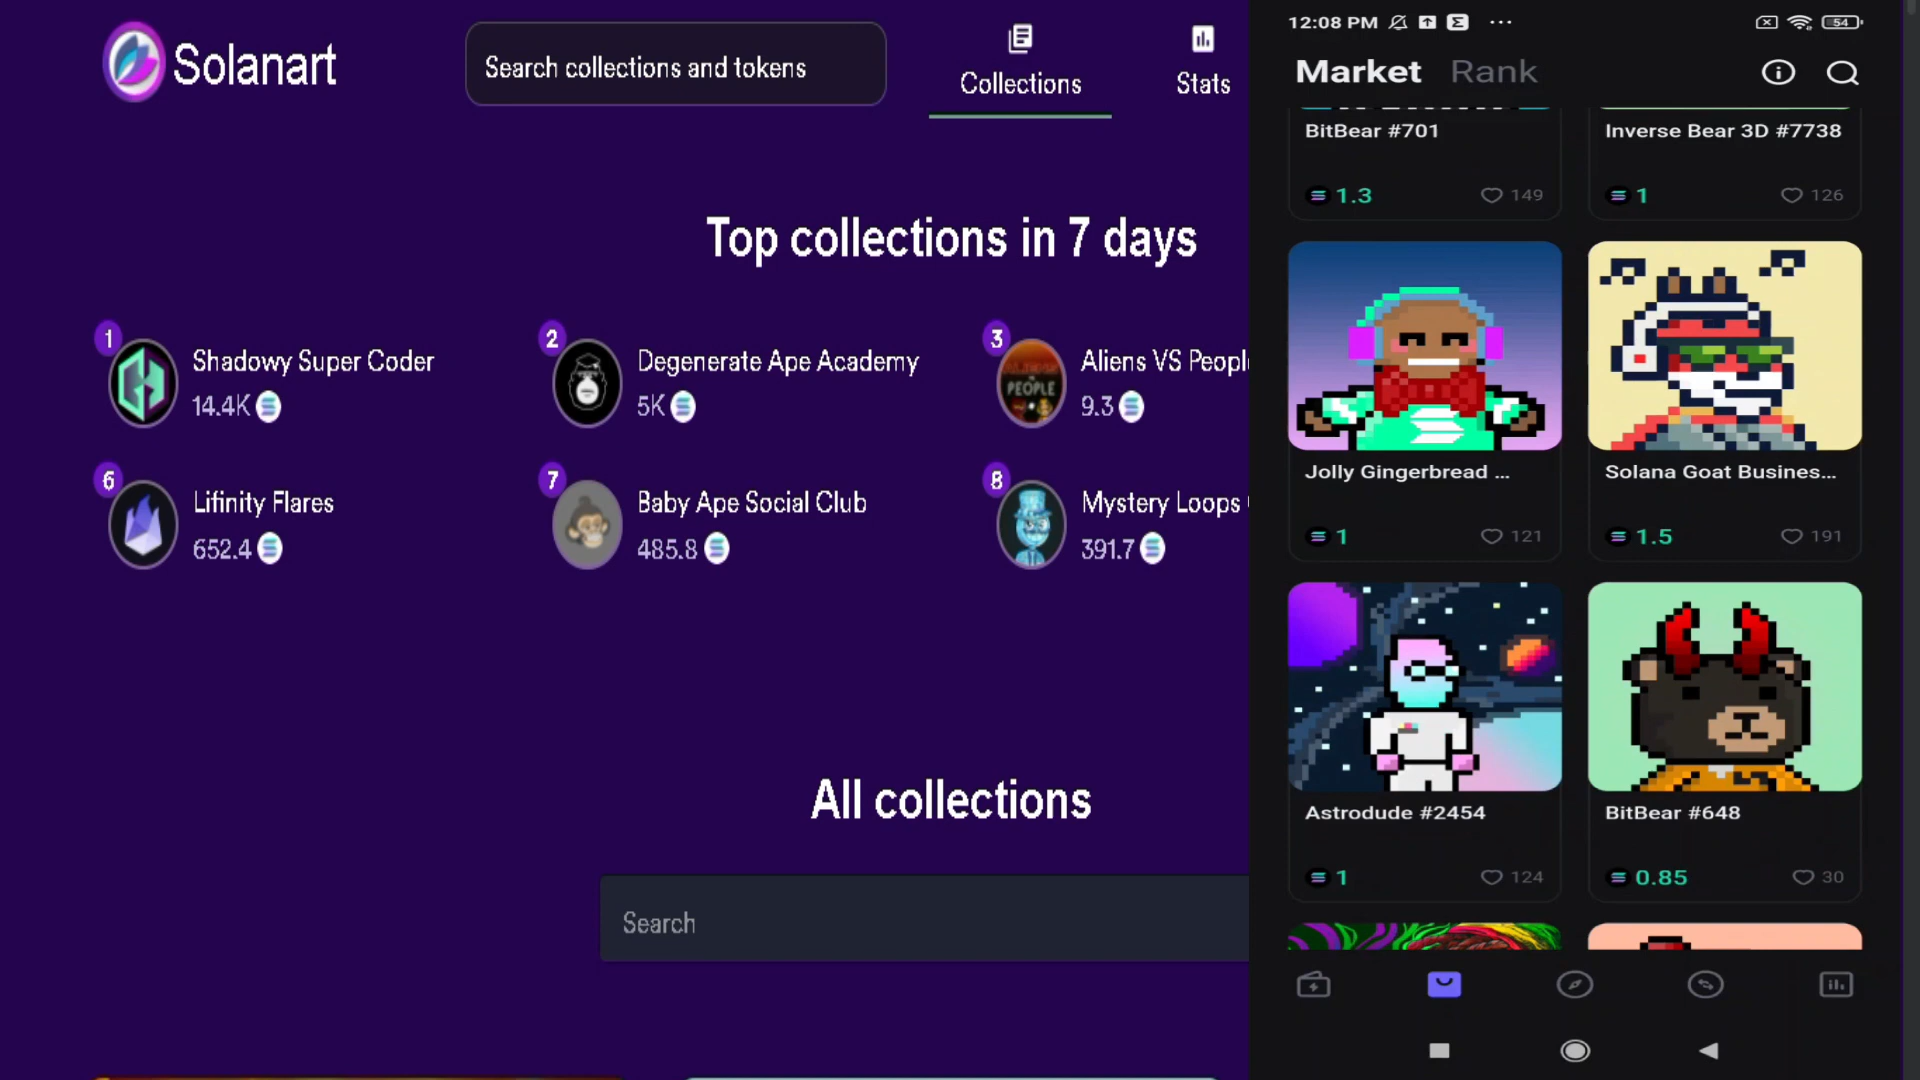 Solanart
Search collections and tokens
Collections
Stats
Top collections in 7 days
1
Shadowy Super Coder
14.4K
2
Degenerate Ape Academy
5K
3
Aliens VS Peopl
9.3
PEOPLE
6
Lifinity Flares
652.4
7
Baby Ape Social Club
485.8
8
Mystery Loops
391.7
All collections
Search
12:08 PM
54
Market Rank
BitBear #701
1.3 149
Inverse Bear 3D #7738
1 126
Jolly Gingerbread ...
1 121
Solana Goat Busines...
1.5 191
Astrodude #2454
1 124
BitBear #648
0.85 30